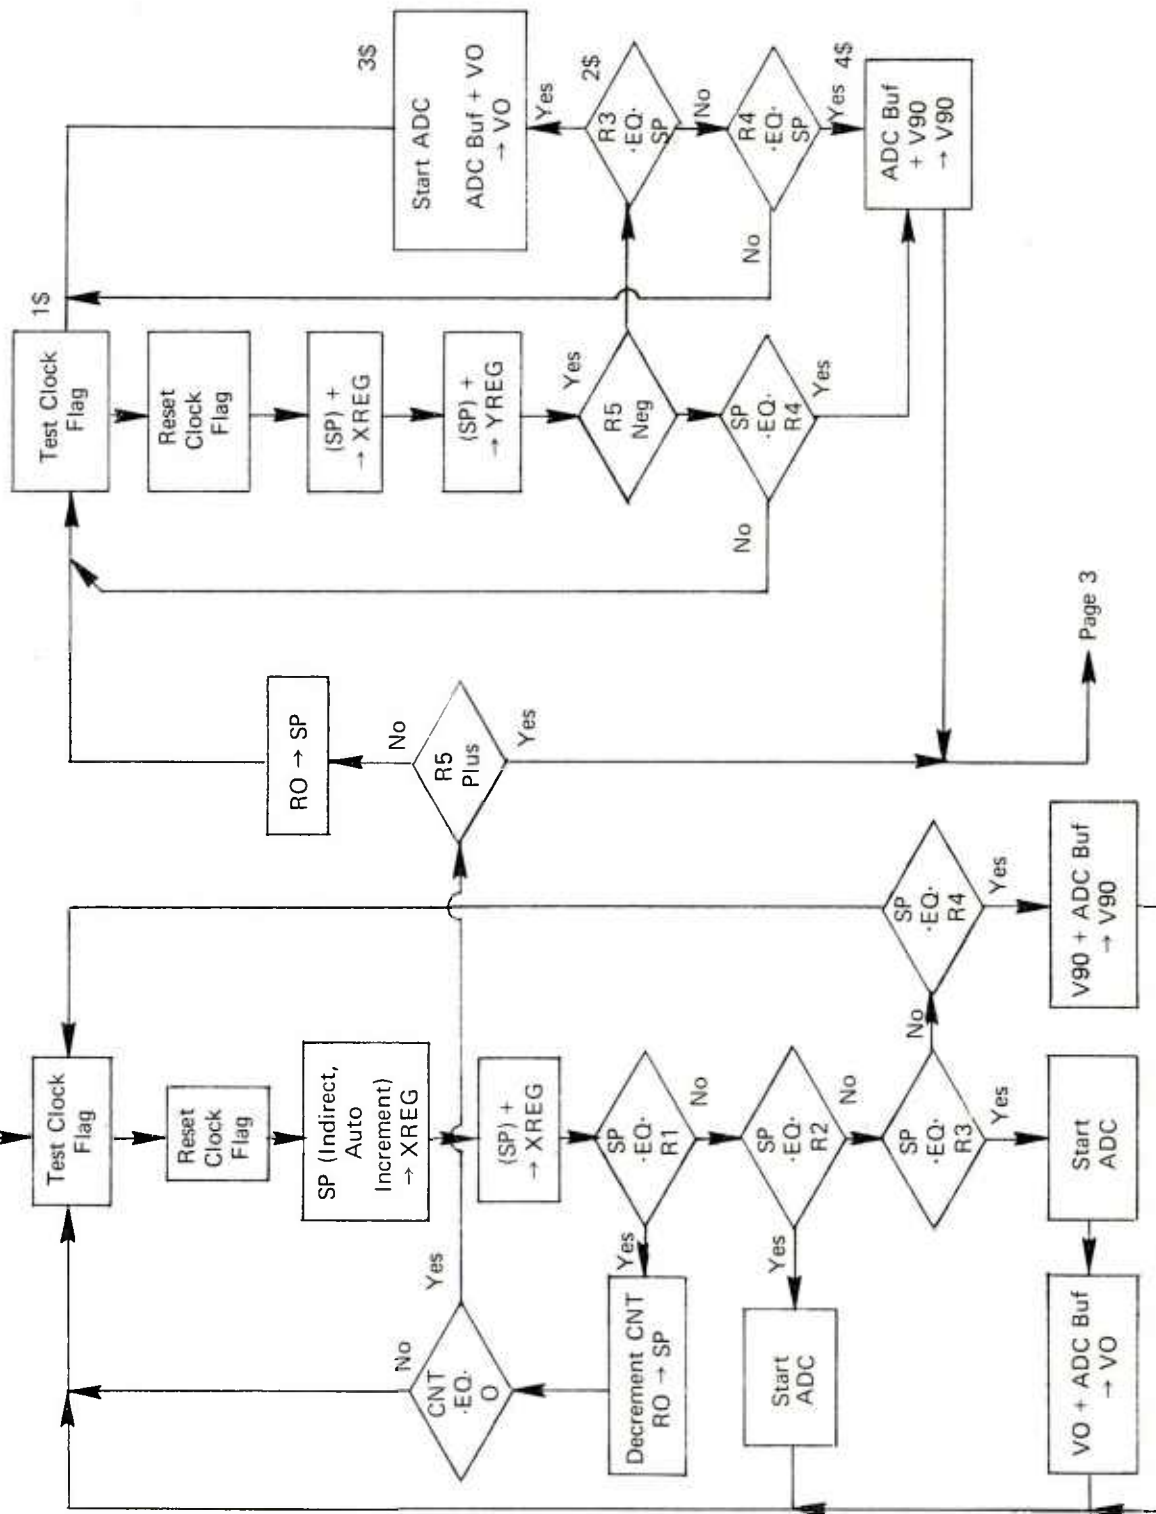 Test Clock
Flag
Reset
Clock
Flag
SP (Indirect,
Auto
Increment)
→ XREG
(SP) +
→ XREG
SP
·EQ·
R1
Yes
No
Decrement CNT
RO → SP
CNT
·EQ·
O
No
Yes
SP
·EQ·
R2
Yes
No
Start
ADC
SP
·EQ·
R3
No
Yes
Start
ADC
VO + ADC Buf
→ VO
SP
·EQ·
R4
Yes
V90 + ADC Buf
→ V90
R5
Plus
No
Yes
RO → SP
Page 3
Test Clock
Flag
1$
Reset
Clock
Flag
(SP) +
→ XREG
(SP) +
→ YREG
R5
Neg
Yes
SP
·EQ·
R4
No
Yes
R3
·EQ·
SP
2$
Yes
No
Start ADC
ADC Buf + VO
→ VO
3$
R4
·EQ·
SP
No
Yes
4$
ADC Buf
+ V90
→ V90